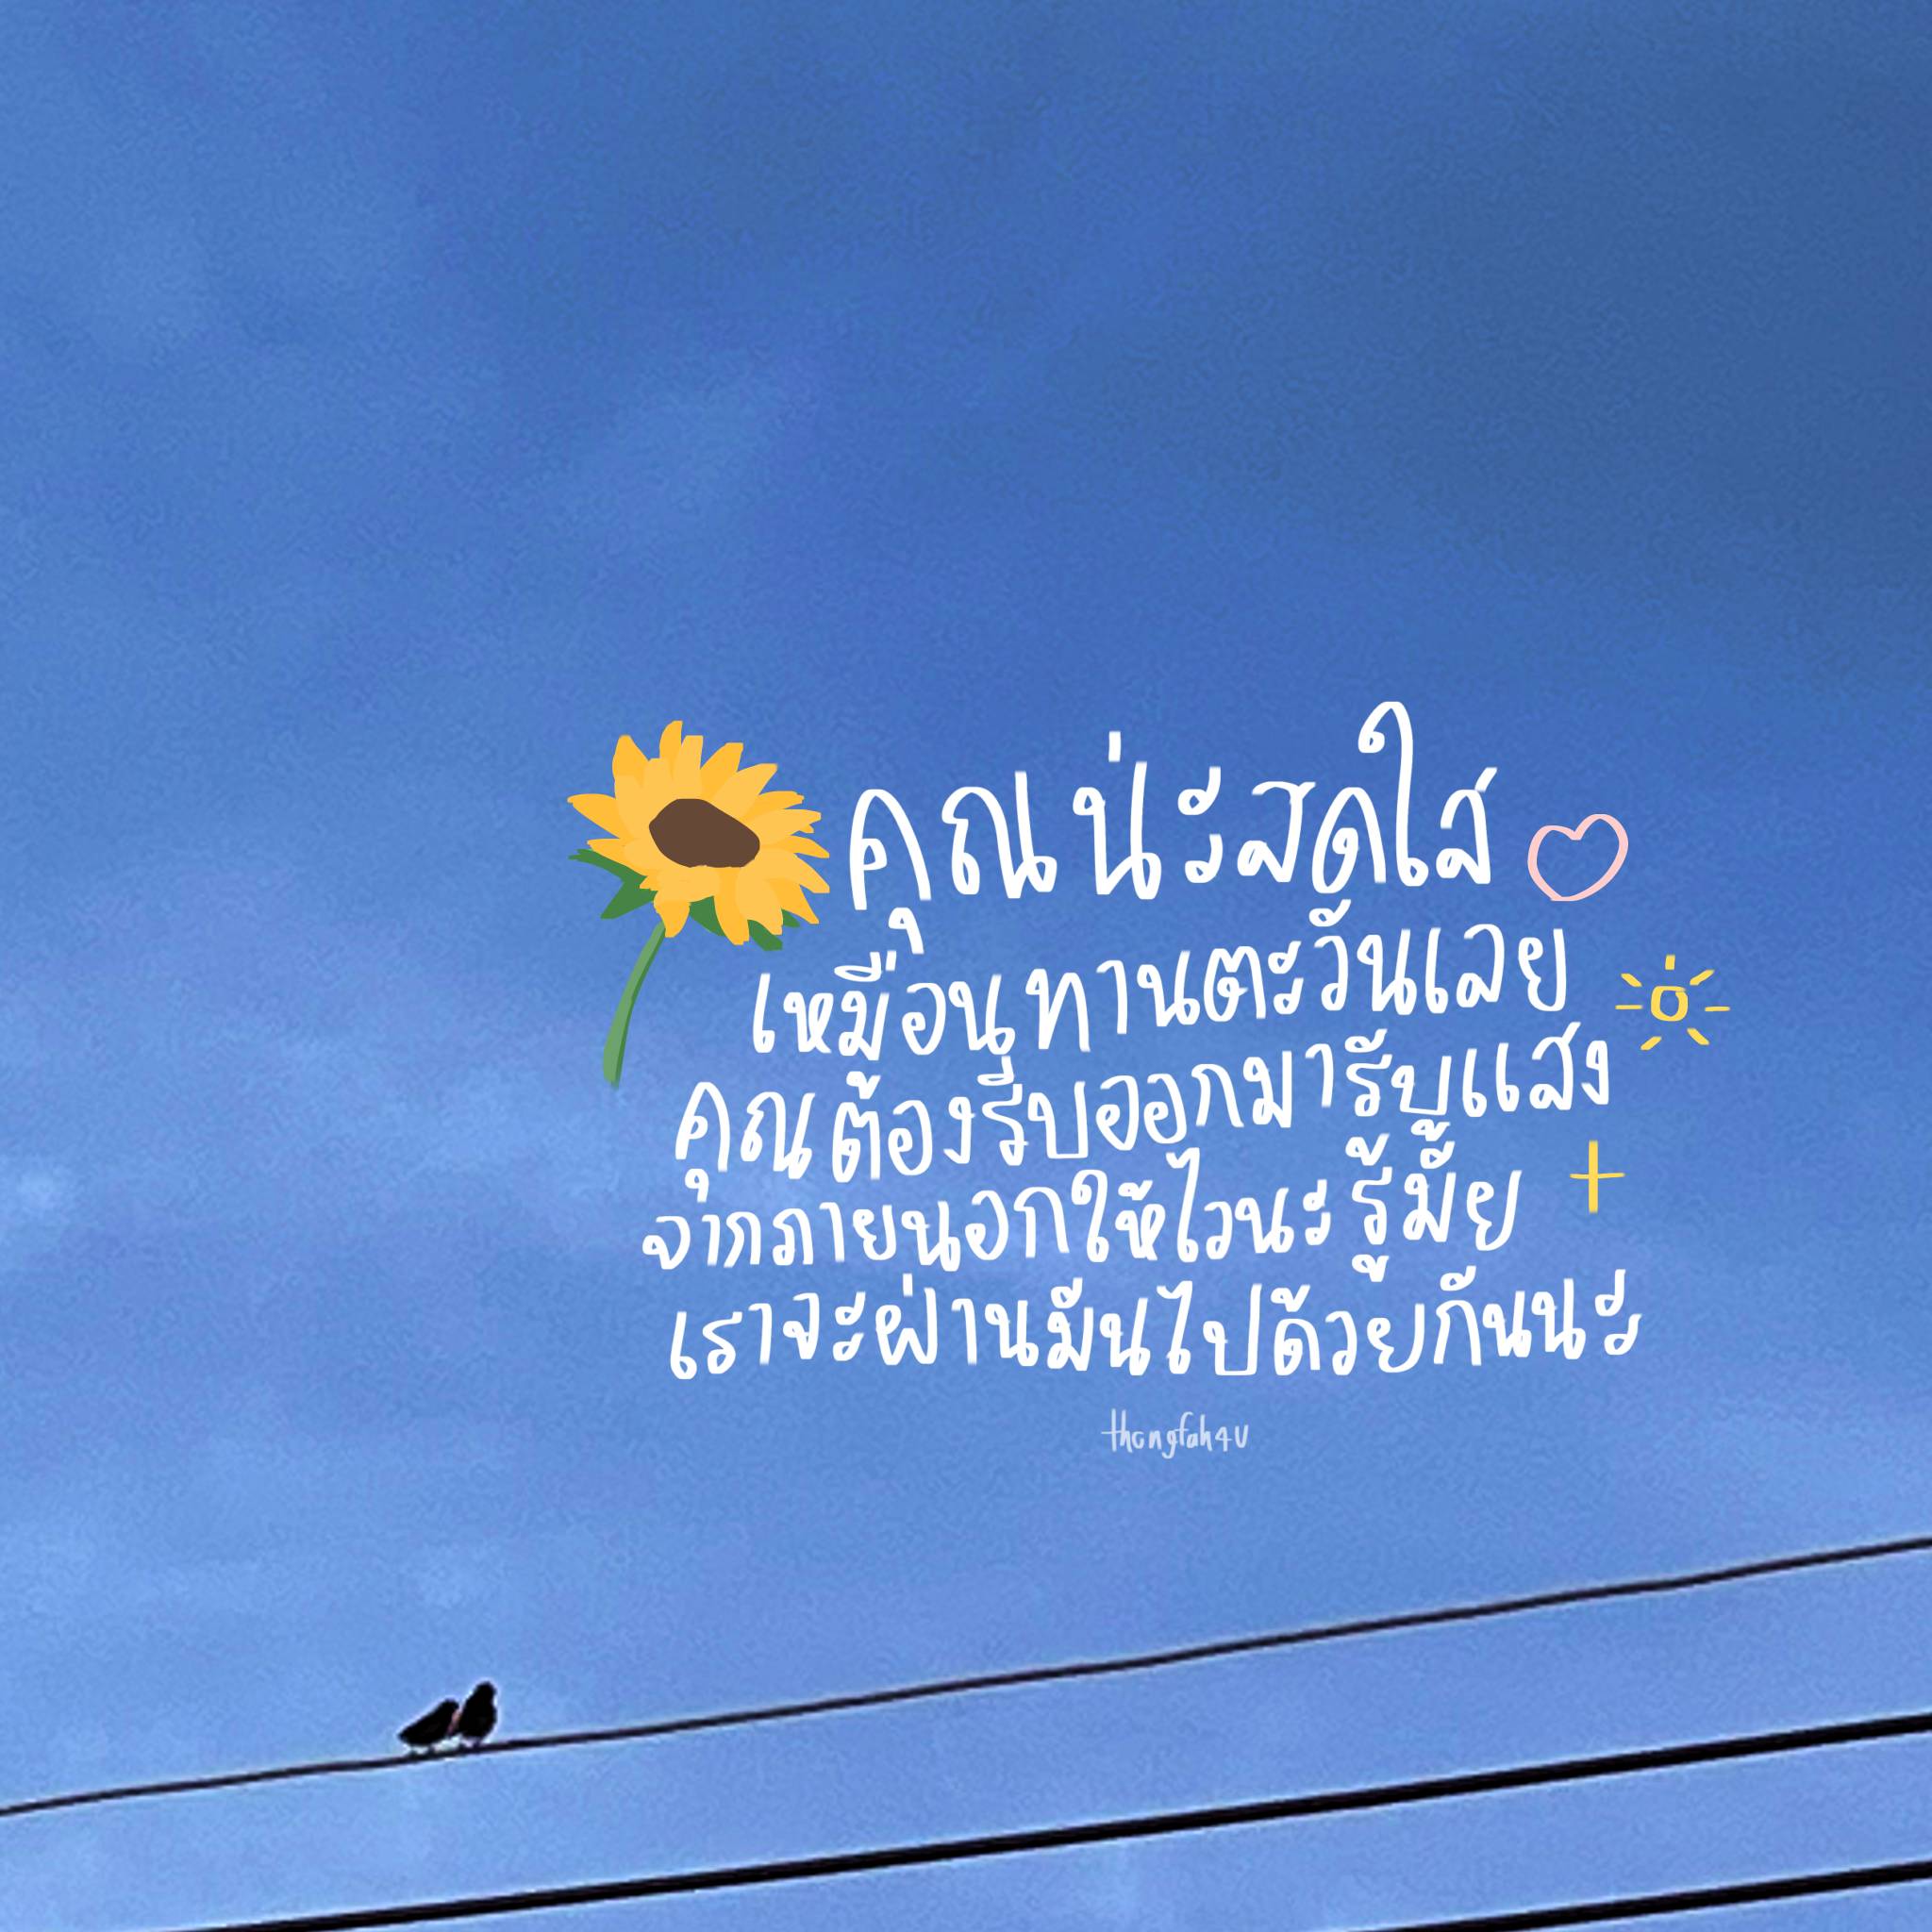 คุณน่ะสดใส
เหมือนทานตะวันเลย
คุณต้องรีบออกมารับแสง
จากภายนอกให้ไวนะ รู้มั้ย
เราจะผ่านมันไปด้วยกันนะ
thongfah4u